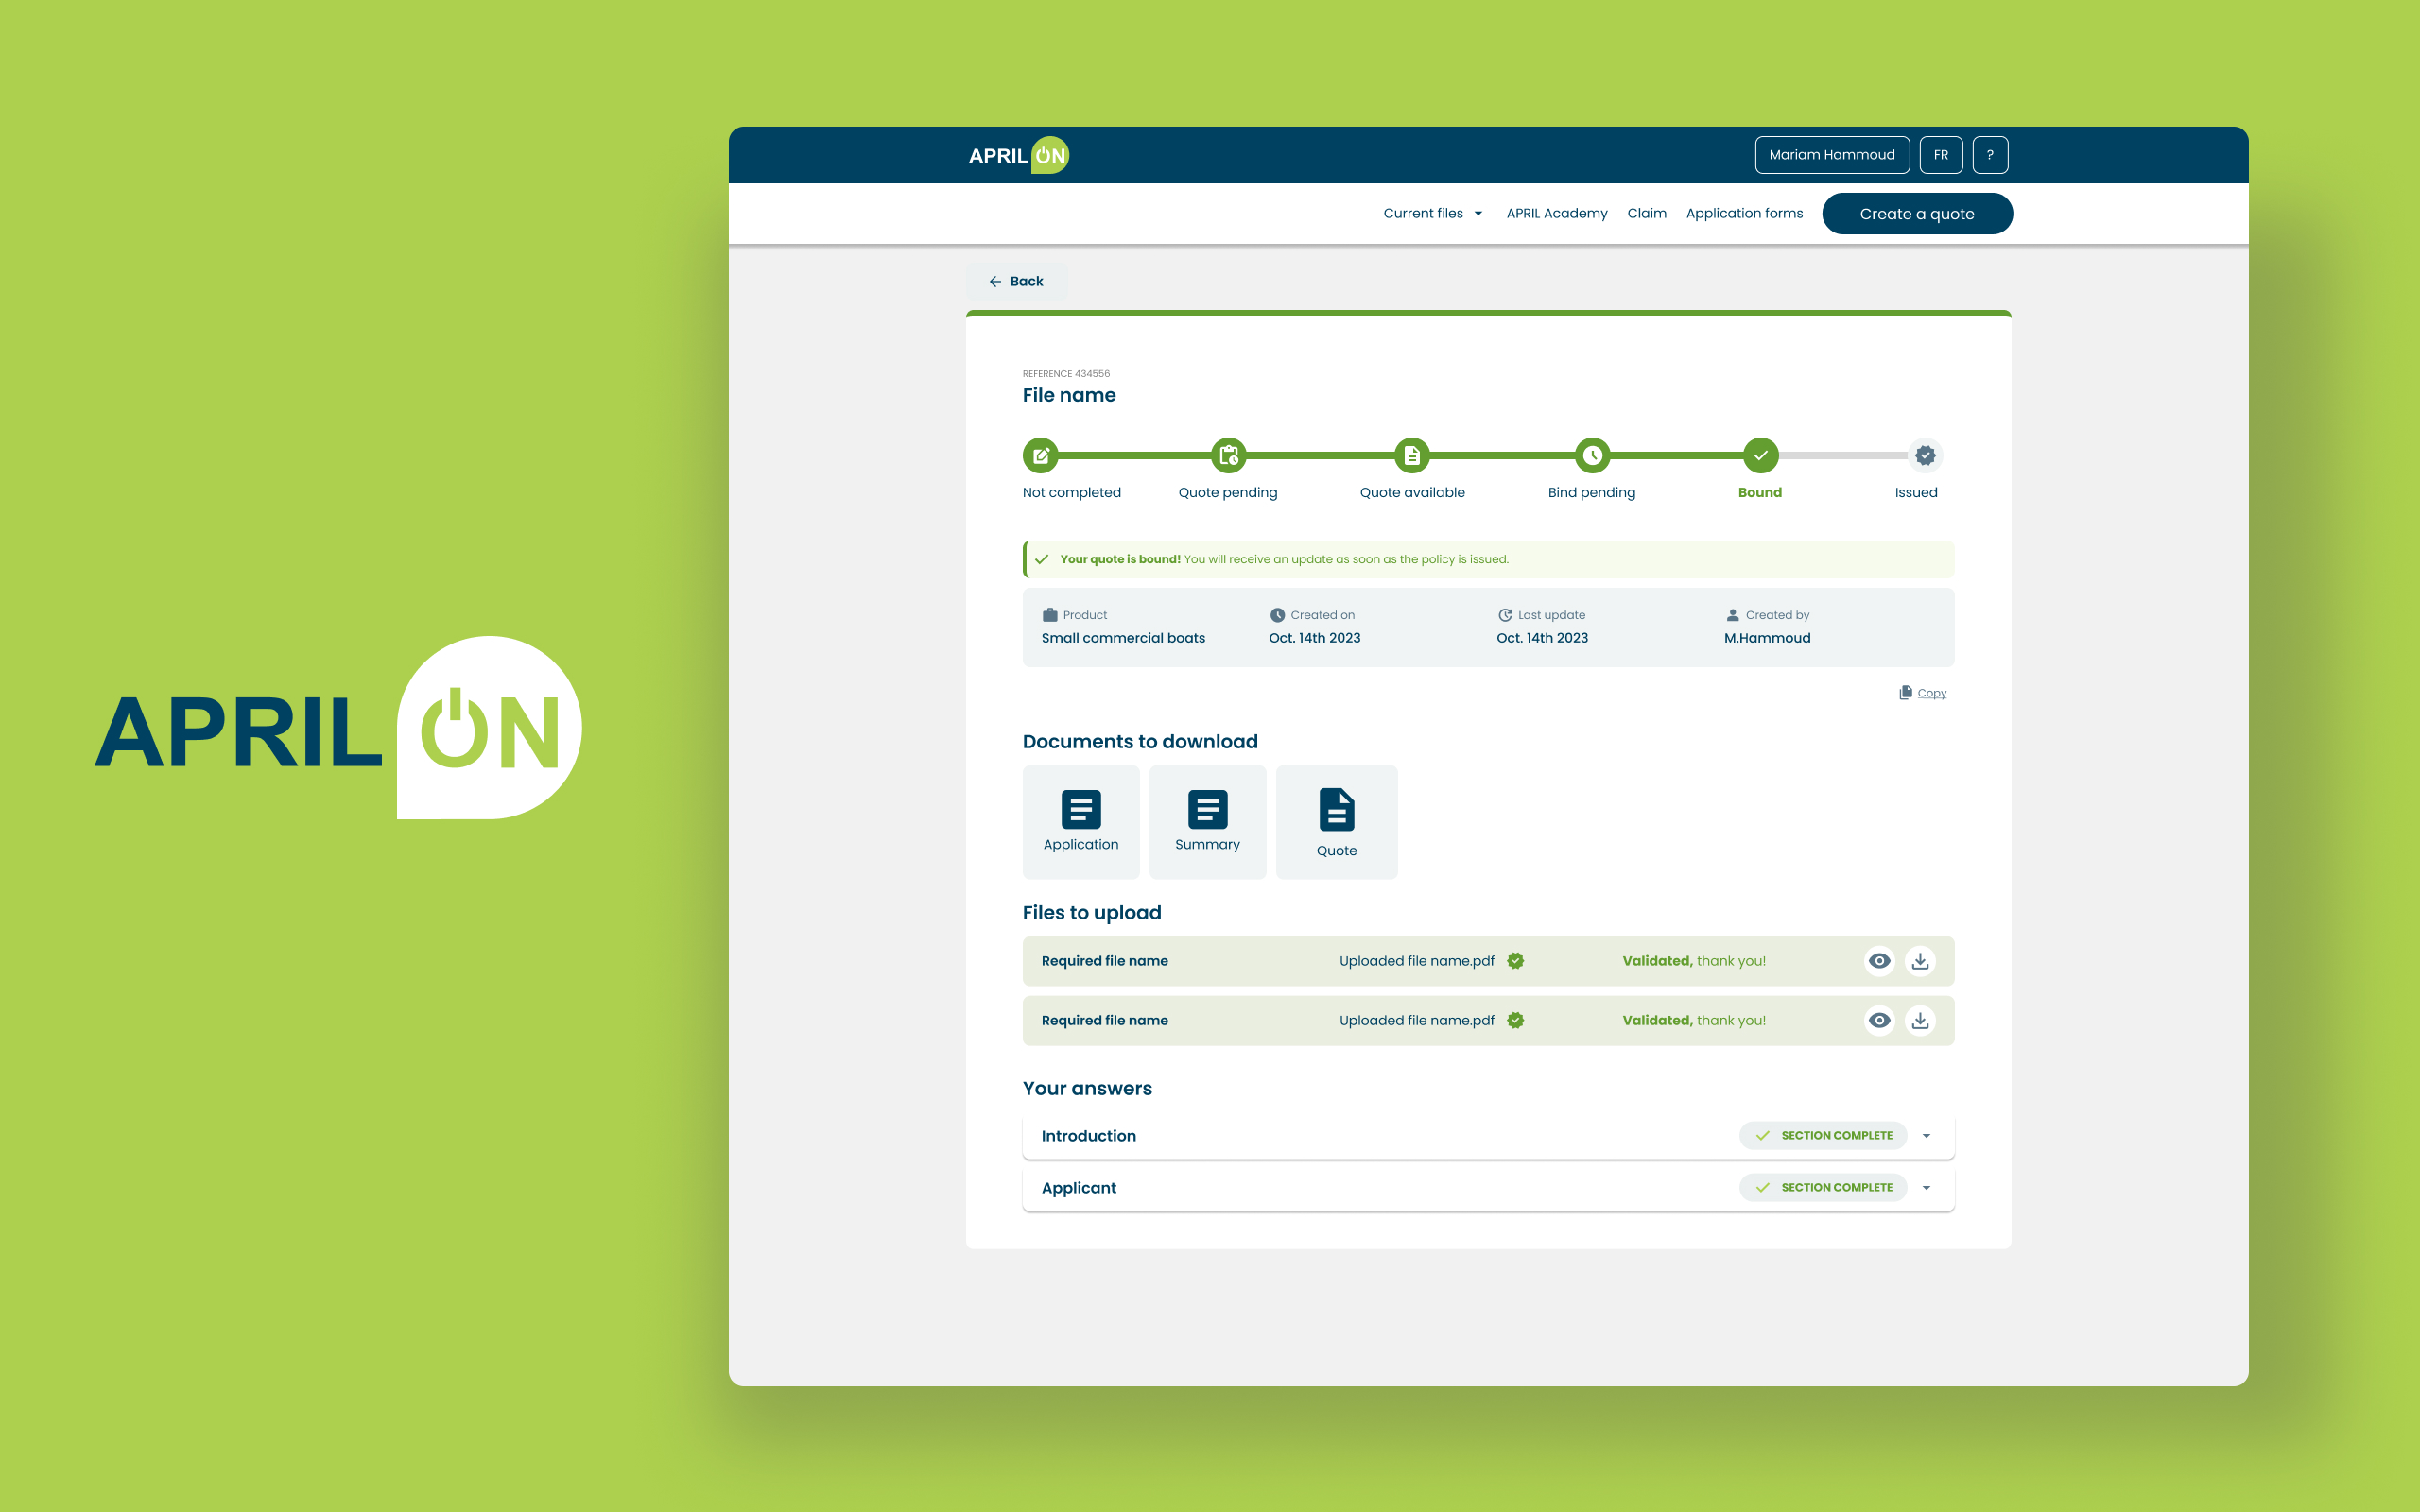 APRIL ON
APRIL ON
Mariam Hammoud
FR
?
Current files
APRIL Academy
Claim
Application forms
Create a quote
Back
REFERENCE 434556
File name
Not completed
Quote pending
Quote available
Bind pending
Bound
Issued
Your quote is bound! You will receive an update as soon as the policy is issued.
Product
Created on
Last update
Created by
Small commercial boats
Oct. 14th 2023
Oct. 14th 2023
M.Hammoud
Copy
Documents to download
Application
Summary
Quote
Files to upload
Required file name
Uploaded file name.pdf
Validated, thank you!
Required file name
Uploaded file name.pdf
Validated, thank you!
Your answers
Introduction
SECTION COMPLETE
Applicant
SECTION COMPLETE